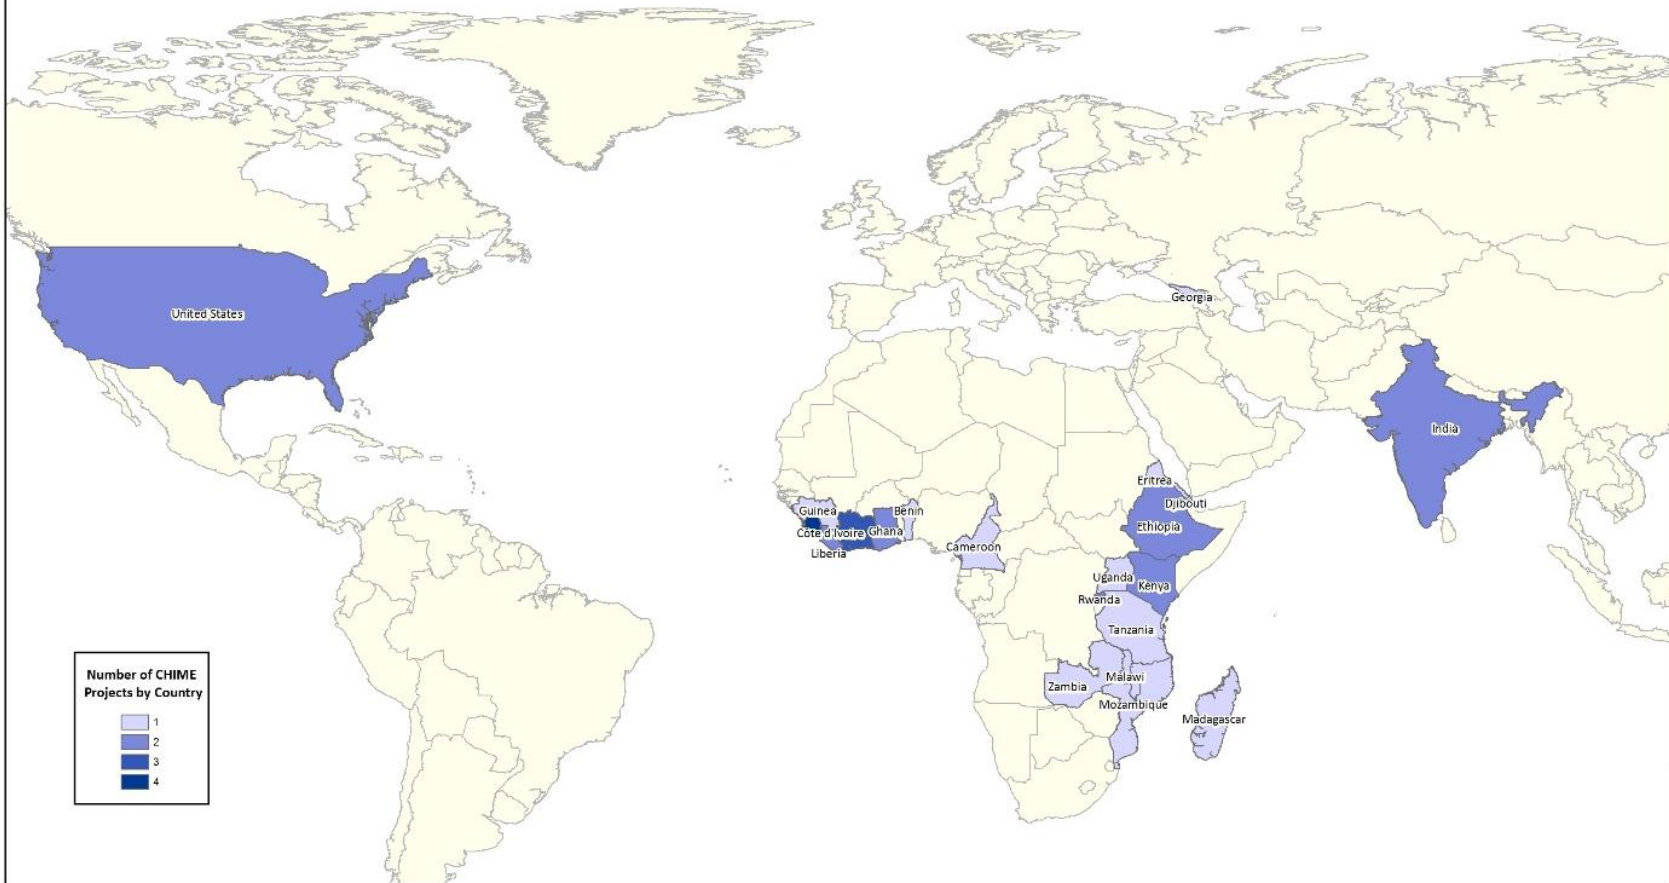 United States
Georgia
India
Eritrea
Djibouti
Ethiopia
Guinea
Benin
Côte d'Ivoire
Ghana
Liberia
Cameroon
Uganda
Kenya
Rwanda
Tanzania
Malawi
Zambia
Mozambique
Madagascar
Number of CHIME
Projects by Country
1
2
3
4